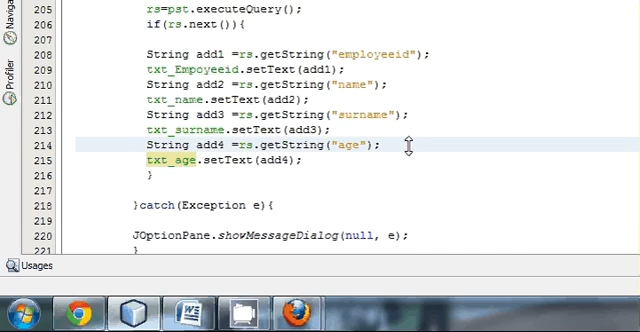 205 rs=pst.executeQuery();
206 if(rs.next()){
207
208 String add1 =rs.getString("employeeid");
209 txt_Empoyeeid.setText(add1);
210 String add2 =rs.getString("name");
211 txt_name.setText(add2);
212 String add3 =rs.getString("surname");
213 txt_surname.setText(add3);
214 String add4 =rs.getString("age");
215 txt_age.setText(add4);
216 }
217
218 }catch(Exception e){
219
220 JOptionPane.showMessageDialog(null, e);
221 }
Profiler
Usages